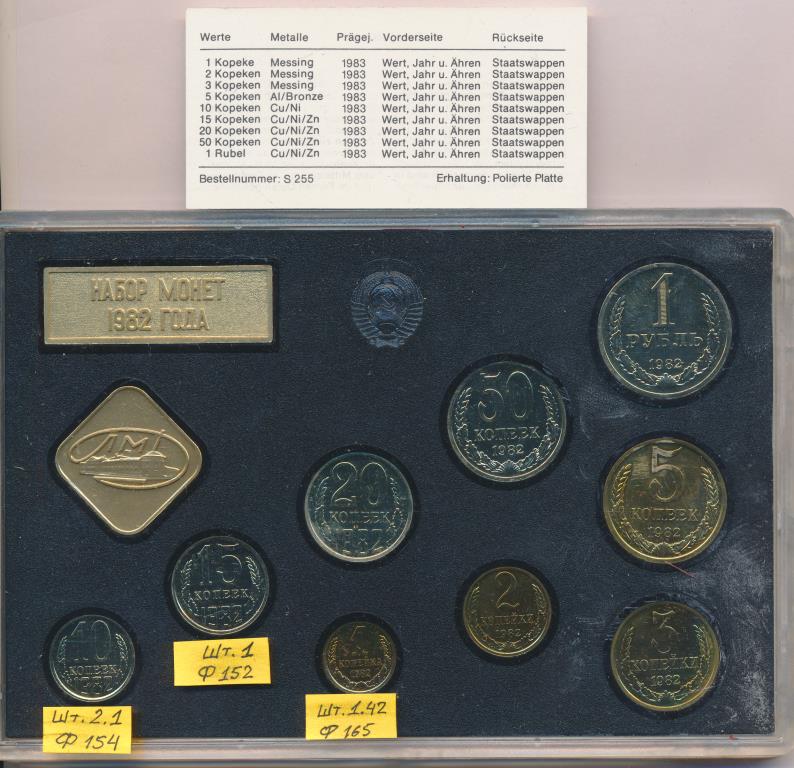 Werte Metalle Prägej. Vorderseite Rückseite
1 Kopeke Messing 1983 Wert, Jahr u. Ähren Staatswappen
2 Kopeken Messing 1983 Wert, Jahr u. Ähren Staatswappen
3 Kopeken Messing 1983 Wert, Jahr u. Ähren Staatswappen
5 Kopeken Al/Bronze 1983 Wert, Jahr u. Ähren Staatswappen
10 Kopeken Cu/Ni 1983 Wert, Jahr u. Ähren Staatswappen
15 Kopeken Cu/Ni/Zn 1983 Wert, Jahr u. Ähren Staatswappen
20 Kopeken Cu/Ni/Zn 1983 Wert, Jahr u. Ähren Staatswappen
50 Kopeken Cu/Ni/Zn 1983 Wert, Jahr u. Ähren Staatswappen
1 Rubel Cu/Ni/Zn 1983 Wert, Jahr u. Ähren Staatswappen
Bestellnummer: S 255 Erhaltung: Polierte Platte
НАБОР МОНЕТ
1982 ГОДА
1
РУБЛЬ
1982
50
КОПЕЕК
1982
ЛМД
20
КОПЕЕК
1982
5
КОПЕЕК
1982
15
КОПЕЕК
1982
2
КОПЕЙКИ
1982
10
КОПЕЕК
1982
1
КОПЕЙКА
1982
3
КОПЕЙКИ
1982
Шт. 1
Ф 152
Шт. 2.1
Ф 154
Шт. 1.42
Ф 165